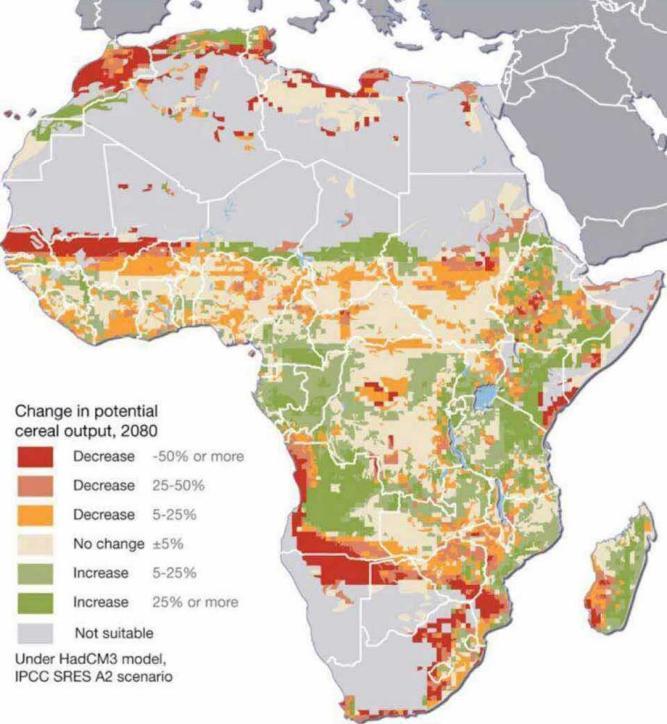 Change in potential
cereal output, 2080
Decrease -50% or more
Decrease 25-50%
Decrease 5-25%
No change ±5%
Increase 5-25%
Increase 25% or more
Not suitable
Under HadCM3 model,
IPCC SRES A2 scenario